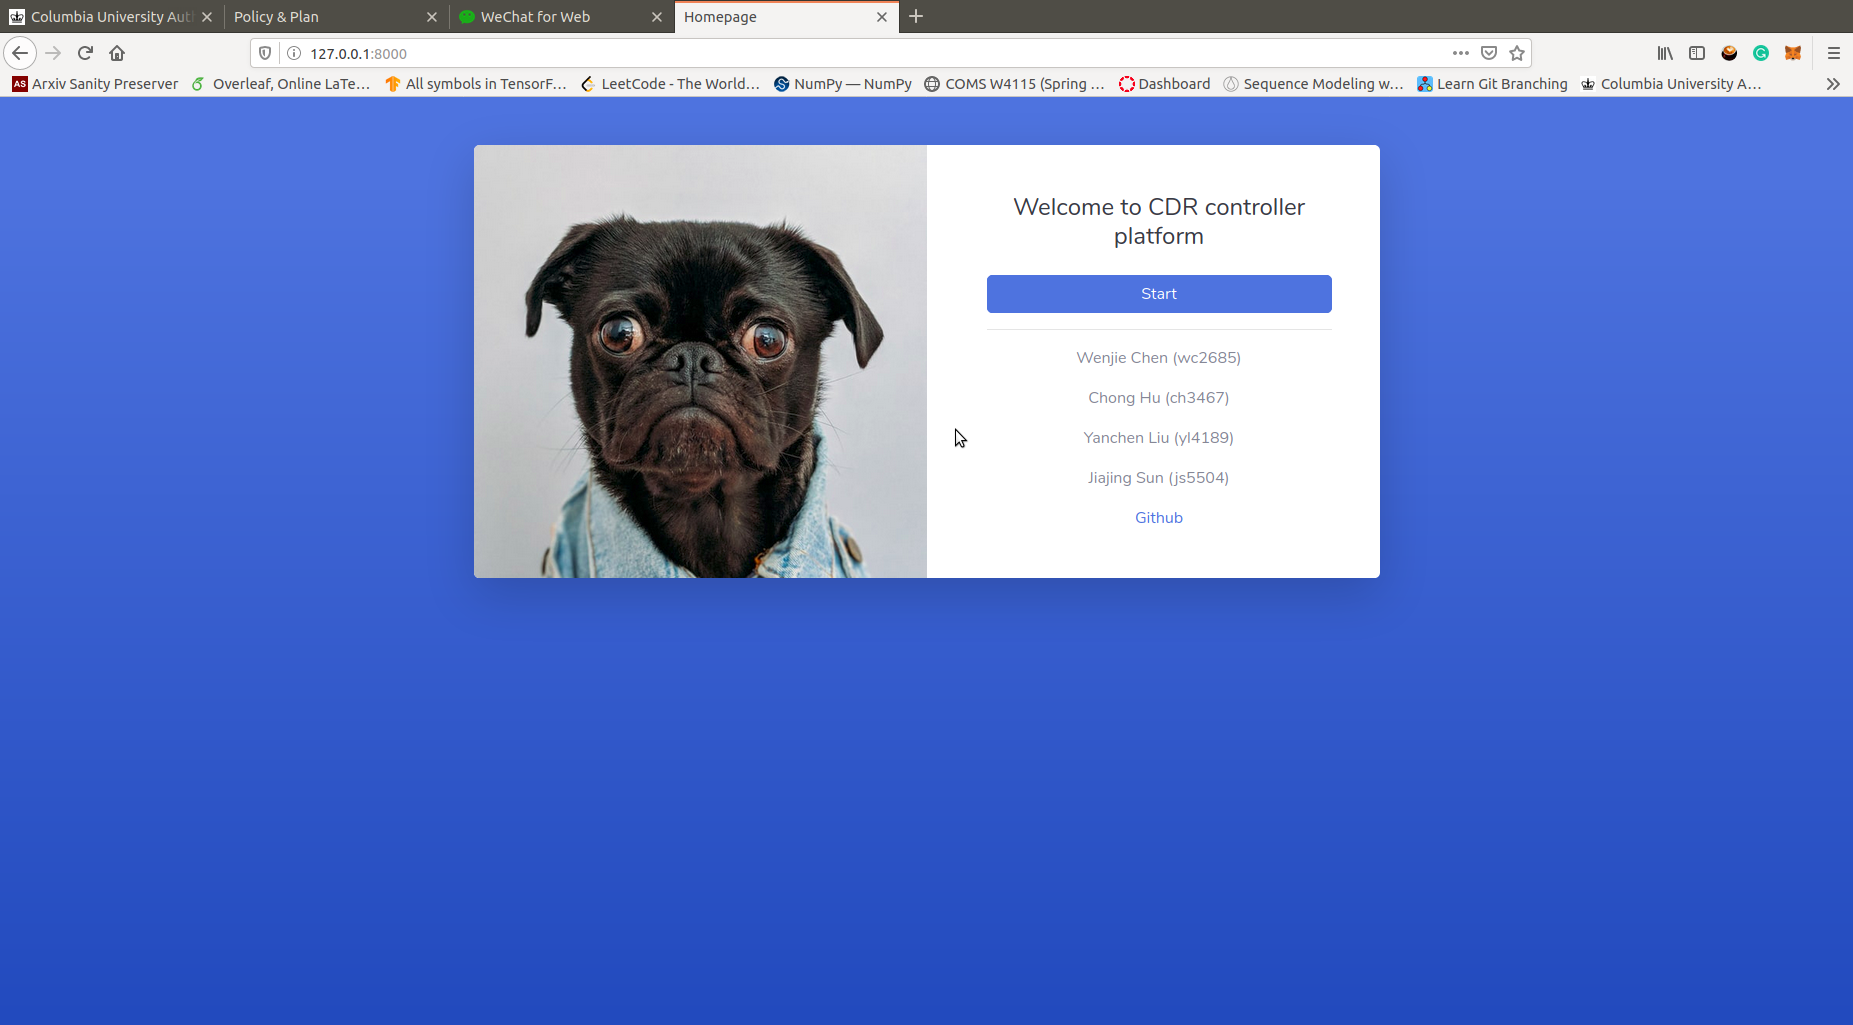 Columbia University Aut
Policy & Plan
WeChat for Web
Homepage
127.0.0.1:8000
AS Arxiv Sanity Preserver
Overleaf, Online LaTe...
All symbols in TensorF...
LeetCode - The World...
NumPy — NumPy
COMS W4115 (Spring ...
Dashboard
Sequence Modeling w...
Learn Git Branching
Columbia University A...
Welcome to CDR controller
platform
Start
Wenjie Chen (wc2685)
Chong Hu (ch3467)
Yanchen Liu (yl4189)
Jiajing Sun (js5504)
Github